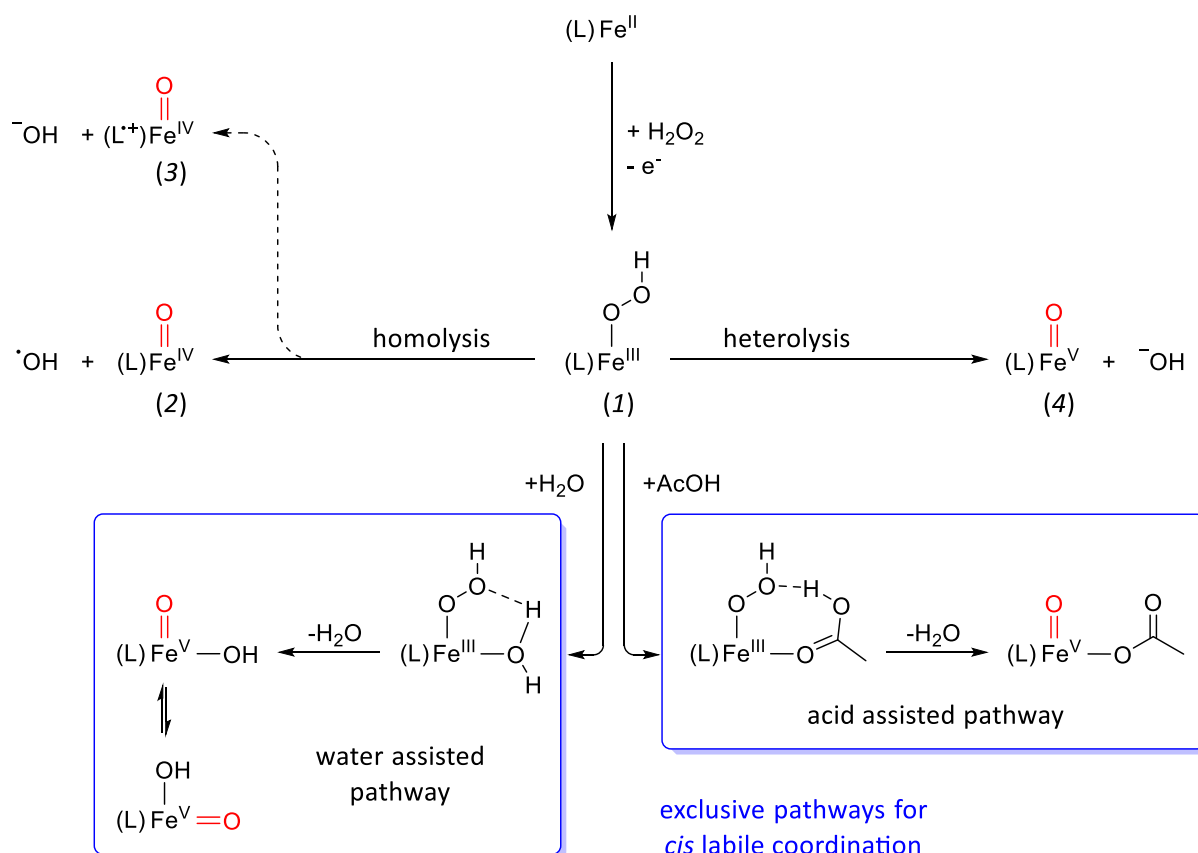 (L)Fe^II
+ H₂O₂
- e⁻
O
⁻OH + (L^•+)Fe^IV
(3)
H
O
O
(L)Fe^III
(1)
homolysis
heterolysis
O
•OH + (L)Fe^IV
(2)
O
(L)Fe^V + ⁻OH
(4)
+H₂O
+AcOH
O
(L)Fe^V OH
-H₂O
H
O O H
(L)Fe^III O
H
OH
(L)Fe^V O
water assisted
pathway
H
O O H O
(L)Fe^III O
-H₂O
O O
(L)Fe^V O
acid assisted pathway
exclusive pathways for
cis labile coordination